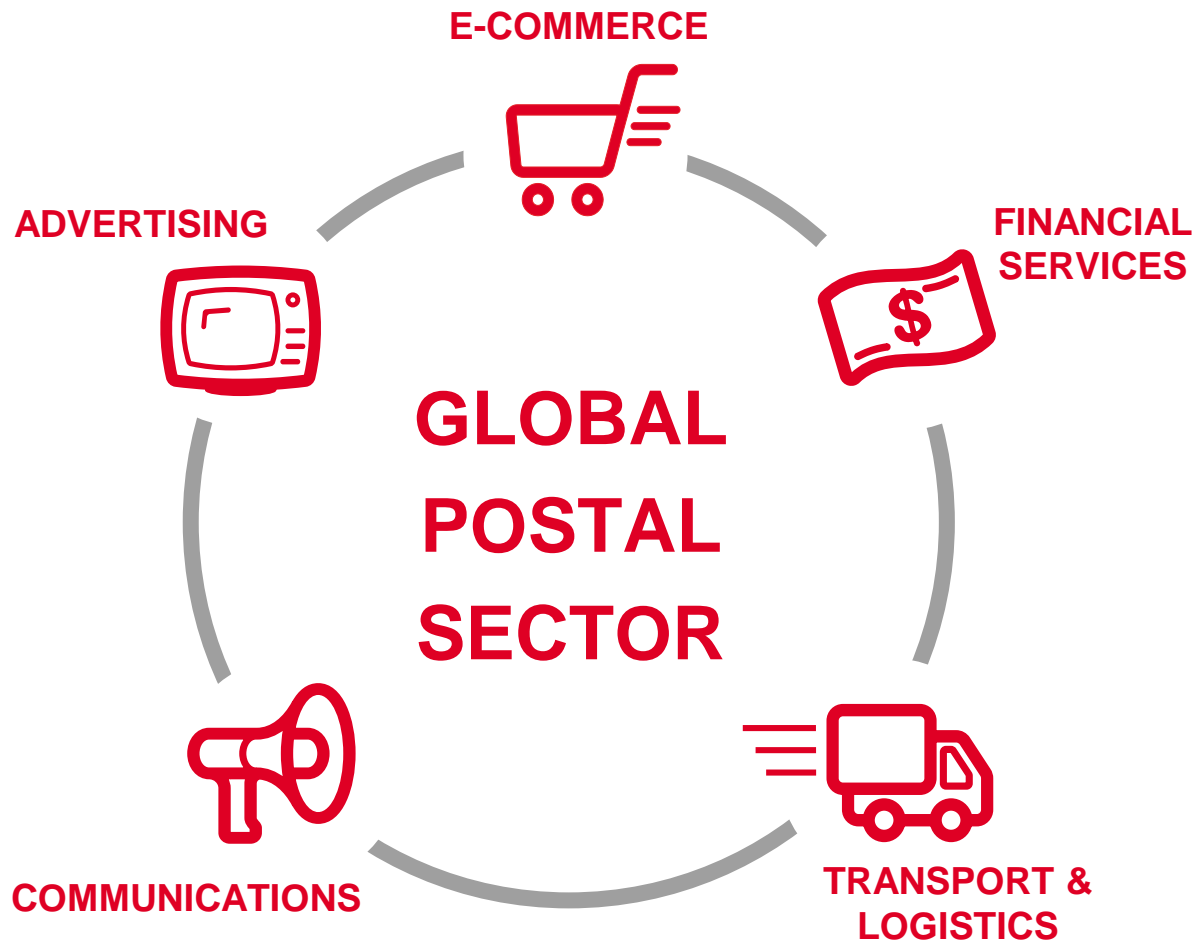 E-COMMERCE
ADVERTISING
FINANCIAL
SERVICES
$
GLOBAL
POSTAL
SECTOR
COMMUNICATIONS
TRANSPORT &
LOGISTICS